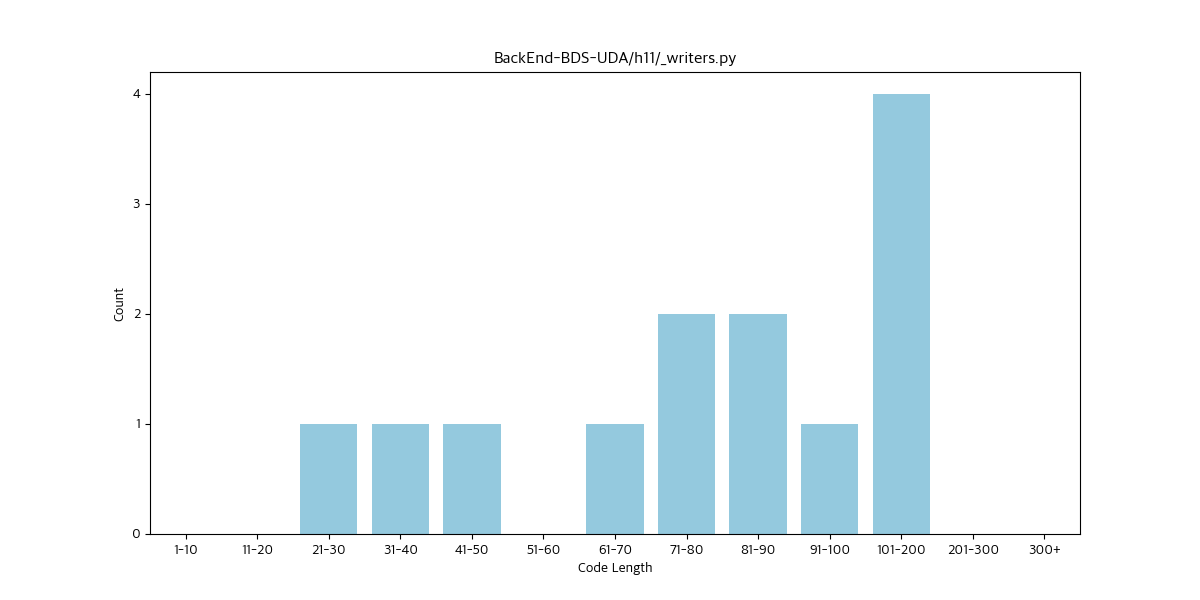 BackEnd-BDS-UDA/h11/_writers.py
4
3
2
1
0
Count
1-10 11-20 21-30 31-40 41-50 51-60 61-70 71-80 81-90 91-100 101-200 201-300 300+
Code Length